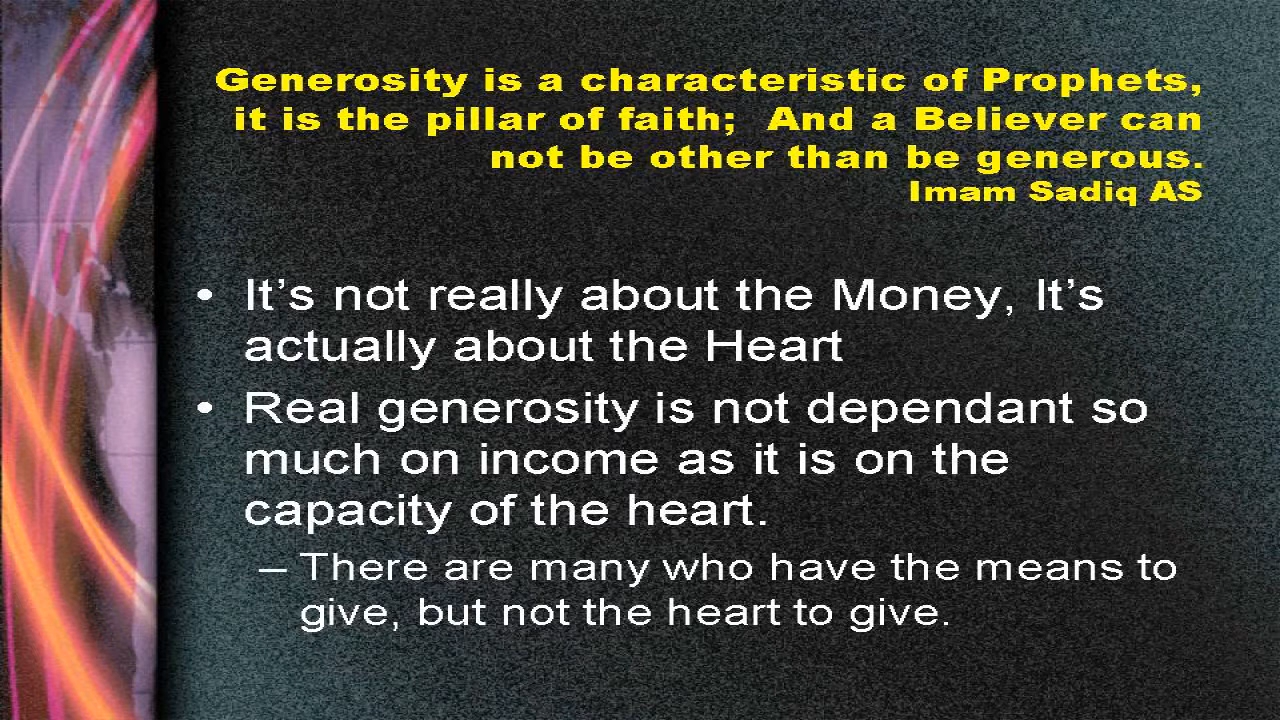 Generosity is a characteristic of Prophets,
it is the pillar of faith;  And a Believer can
not be other than be generous.
Imam Sadiq AS
• It’s not really about the Money, It’s
actually about the Heart
• Real generosity is not dependant so
much on income as it is on the
capacity of the heart.
– There are many who have the means to
give, but not the heart to give.